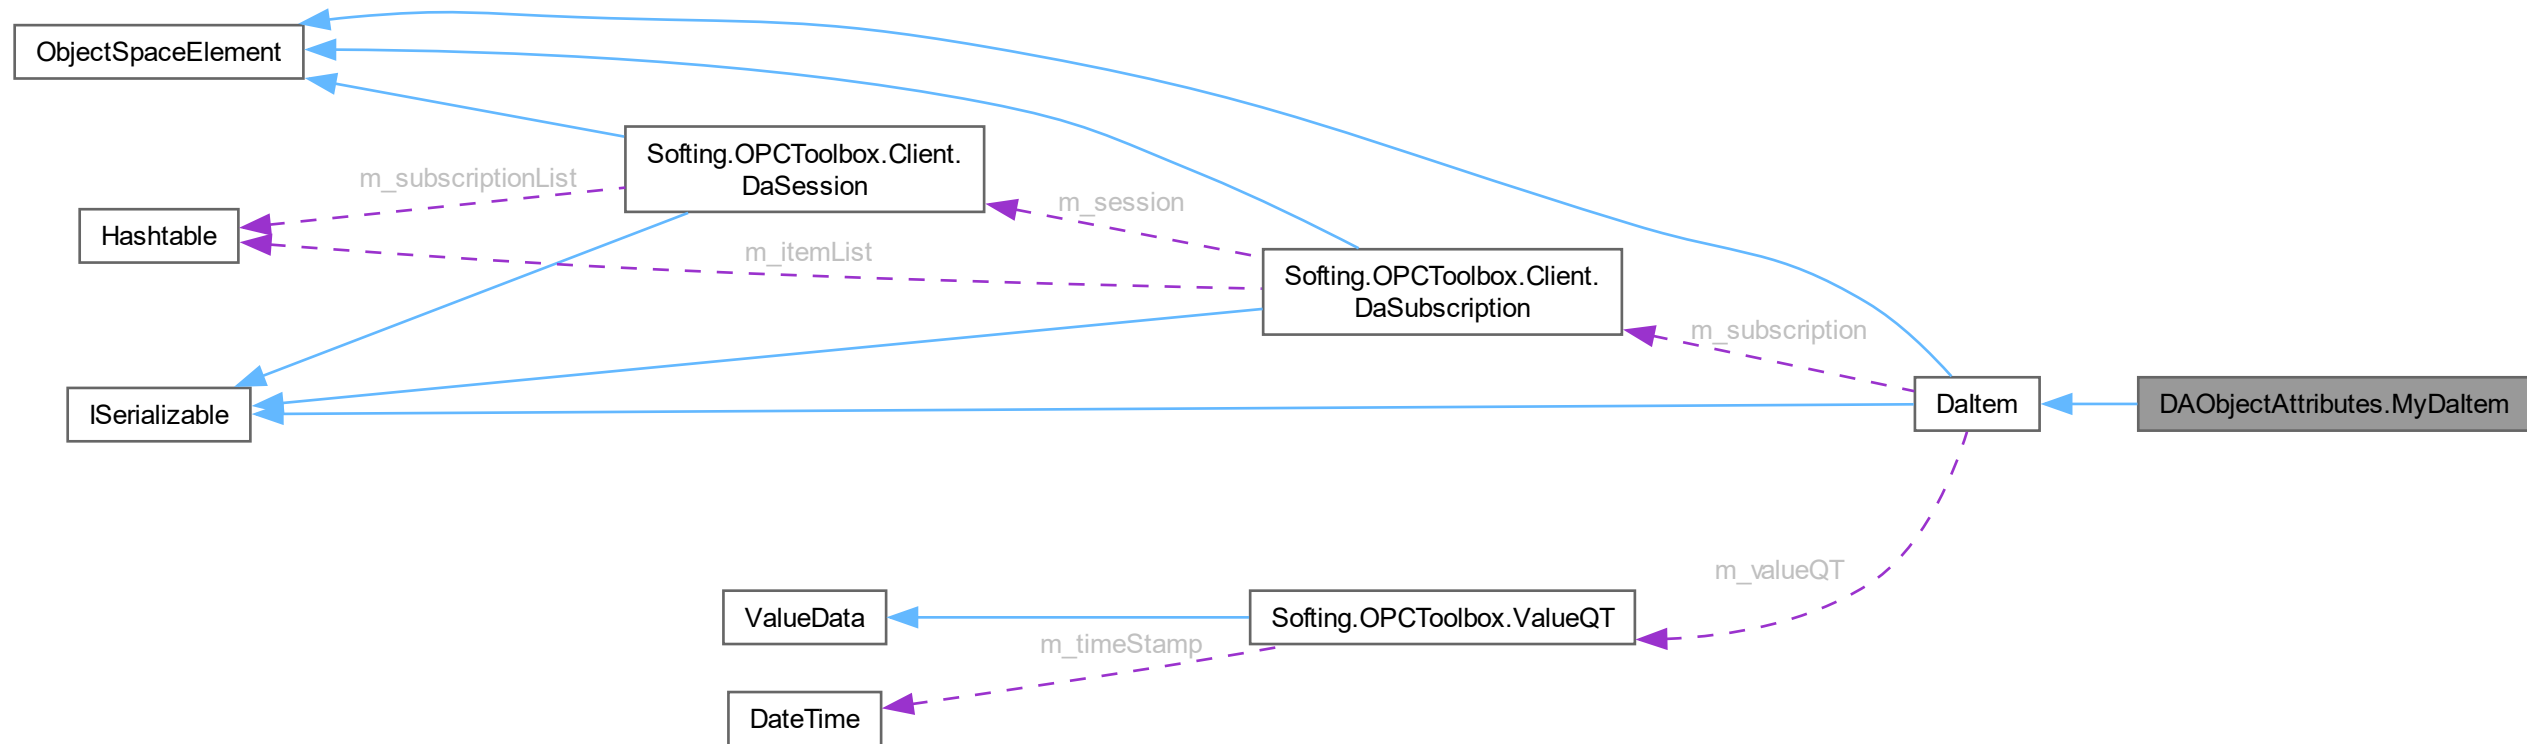 ObjectSpaceElement
Softing.OPCToolbox.Client.
DaSession
m_subscriptionList
m_session
Hashtable
m_itemList
Softing.OPCToolbox.Client.
DaSubscription
m_subscription
ISerializable
DaItem
DAObjectAttributes.MyDaItem
m_valueQT
ValueData
Softing.OPCToolbox.ValueQT
m_timeStamp
DateTime